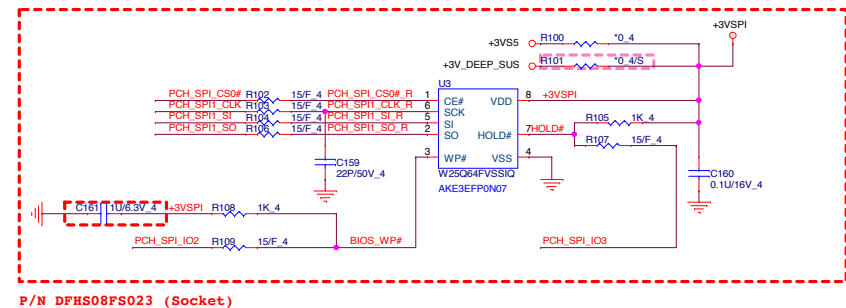 +3VSPI
+3VS5 R100 *0_4
+3V_DEEP_SUS R101 *0_4/S
U3
PCH_SPI_CS0# R102 15/F_4 PCH_SPI_CS0#_R 1 CE# VDD 8 +3VSPI
PCH_SPI1_CLK R103 15/F_4 PCH_SPI1_CLK_R 6 SCK
PCH_SPI1_SI R104 15/F_4 PCH_SPI1_SI_R 5 SI
PCH_SPI1_SO R106 15/F_4 PCH_SPI1_SO_R 2 SO HOLD# 7 HOLD#
R105 1K_4
R107 15/F_4
3 WP# VSS 4
C159
22P/50V_4
W25Q64FVSSIQ
AKE3EFP0N07
C160
0.1U/16V_4
C161 1U/6.3V_4 +3VSPI R108 1K_4
PCH_SPI_IO2 R109 15/F_4 BIOS_WP# PCH_SPI_IO3
P/N DFHS08FS023 (Socket)